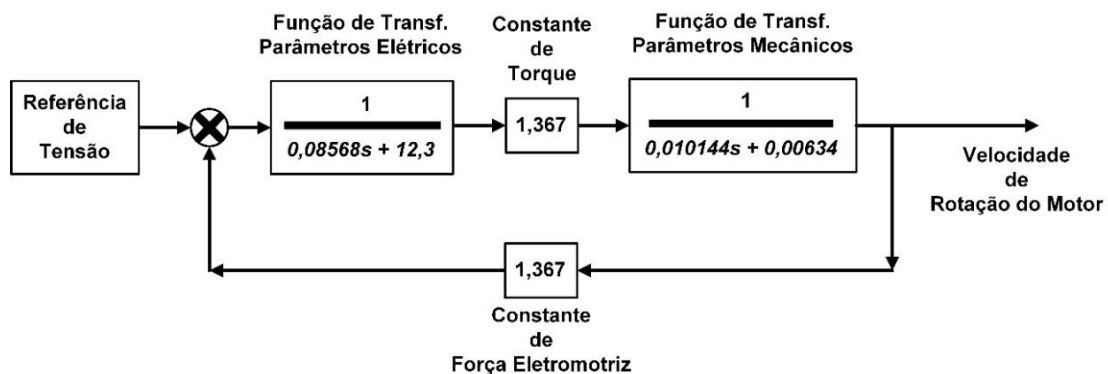 Função de Transf.
Parâmetros Elétricos
Constante
de
Torque
Função de Transf.
Parâmetros Mecânicos
Referência
de
Tensão
1
0,08568s + 12,3
1,367
1
0,010144s + 0,00634
Velocidade
de
Rotação do Motor
1,367
Constante
de
Força Eletromotriz